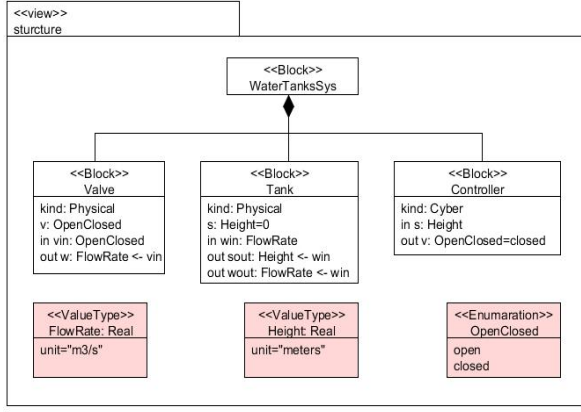 <<view>>
sturcture
<<Block>>
WaterTanksSys
<<Block>>
Valve
kind: Physical
v: OpenClosed
in vin: OpenClosed
out w: FlowRate <- vin
<<Block>>
Tank
kind: Physical
s: Height=0
in win: FlowRate
out sout: Height <- win
out wout: FlowRate <- win
<<Block>>
Controller
kind: Cyber
in s: Height
out v: OpenClosed=closed
<<ValueType>>
FlowRate: Real
unit="m3/s"
<<ValueType>>
Height: Real
unit="meters"
<<Enumaration>>
OpenClosed
open
closed